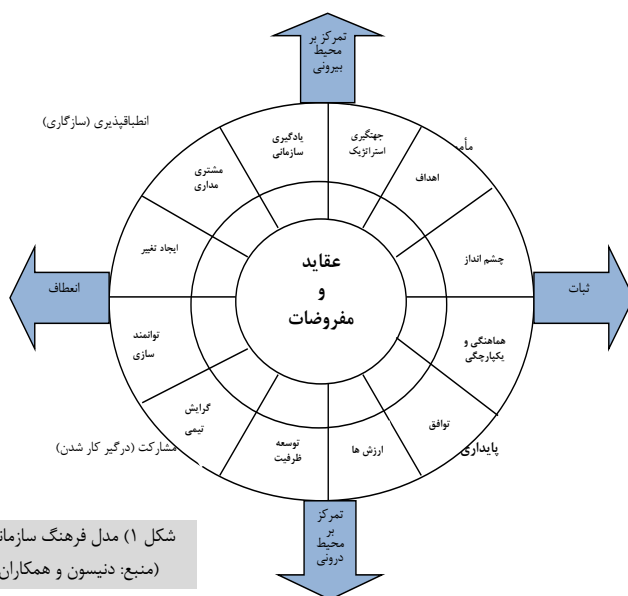 تمرکز بر
محیط
بیرونی
انطباقپذیری (سازگاری)
جهتگیری
استراتژیک
یادگیری
سازمانی
اهداف
مشتری
مداری
چشم انداز
ایجاد تغییر
عقاید
و
مفروضات
ثبات
انعطاف
هماهنگی و
یکپارچگی
توانمند
سازی
توافق
گرایش
تیمی
ارزش ها
توسعه
ظرفیت
پایداری
مشارکت (درگیر کار شدن)
تمرکز
بر
محیط
درونی
شکل ۱) مدل فرهنگ
(منبع: دنیسون و همکاران